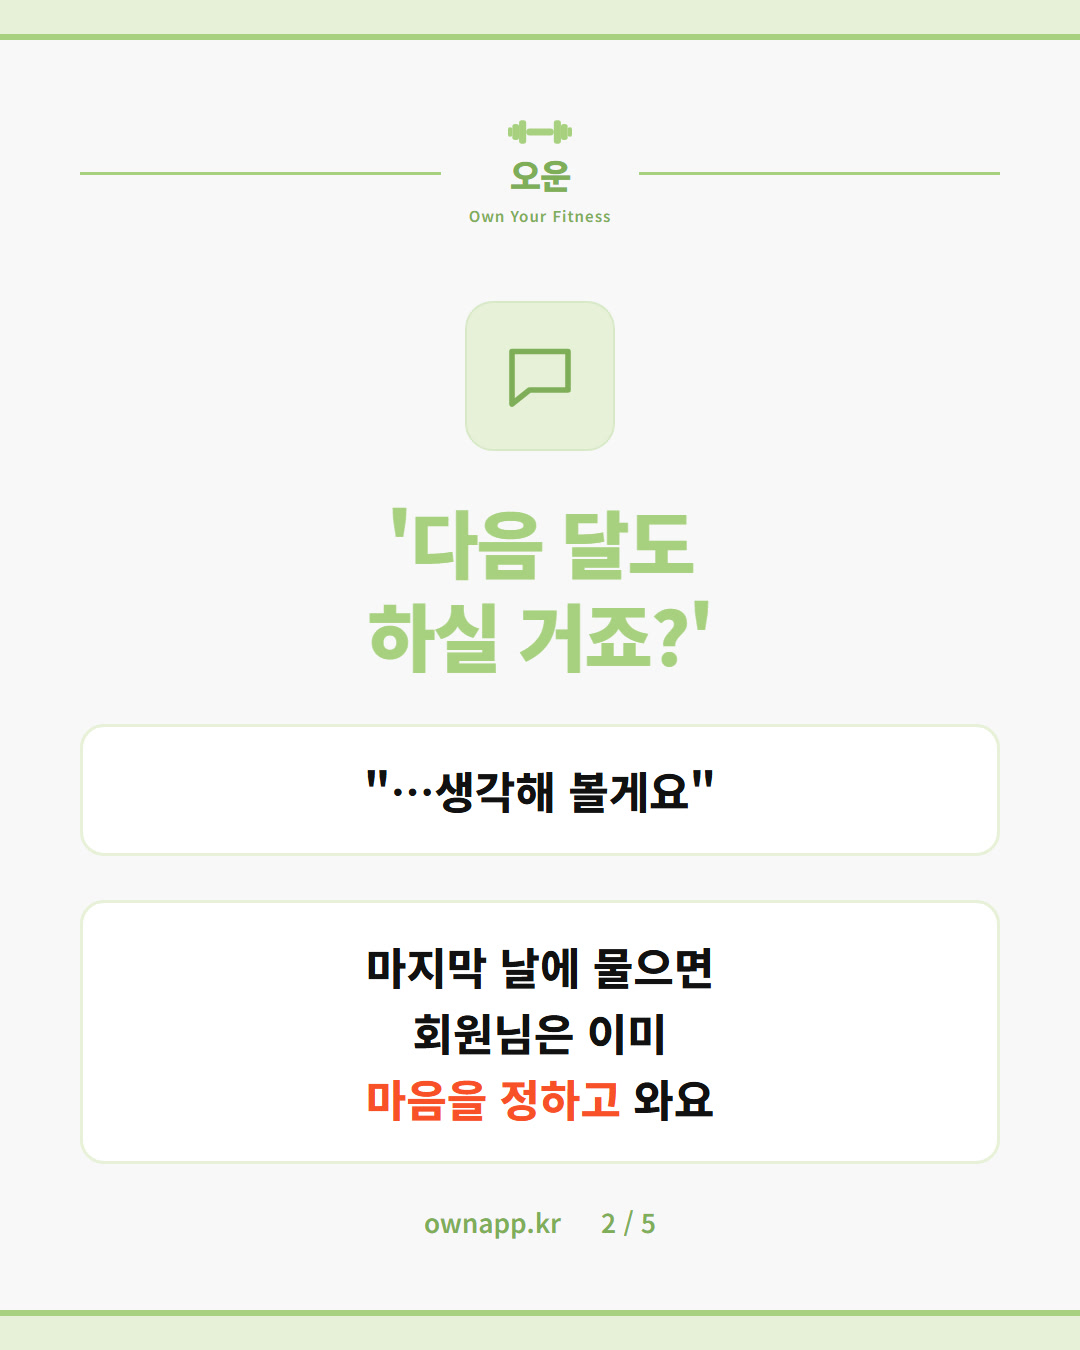 오운
Own Your Fitness
'다음 달도
하실 거죠?'
"…생각해 볼게요"
마지막 날에 물으면
회원님은 이미
마음을 정하고 와요
ownapp.kr 2 / 5